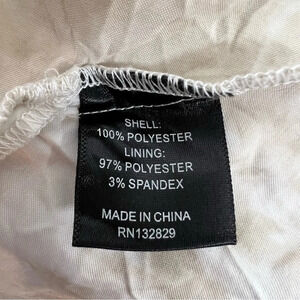 SHELL:
100% POLYESTER
LINING:
97% POLYESTER
3% SPANDEX
MADE IN CHINA
RN132829